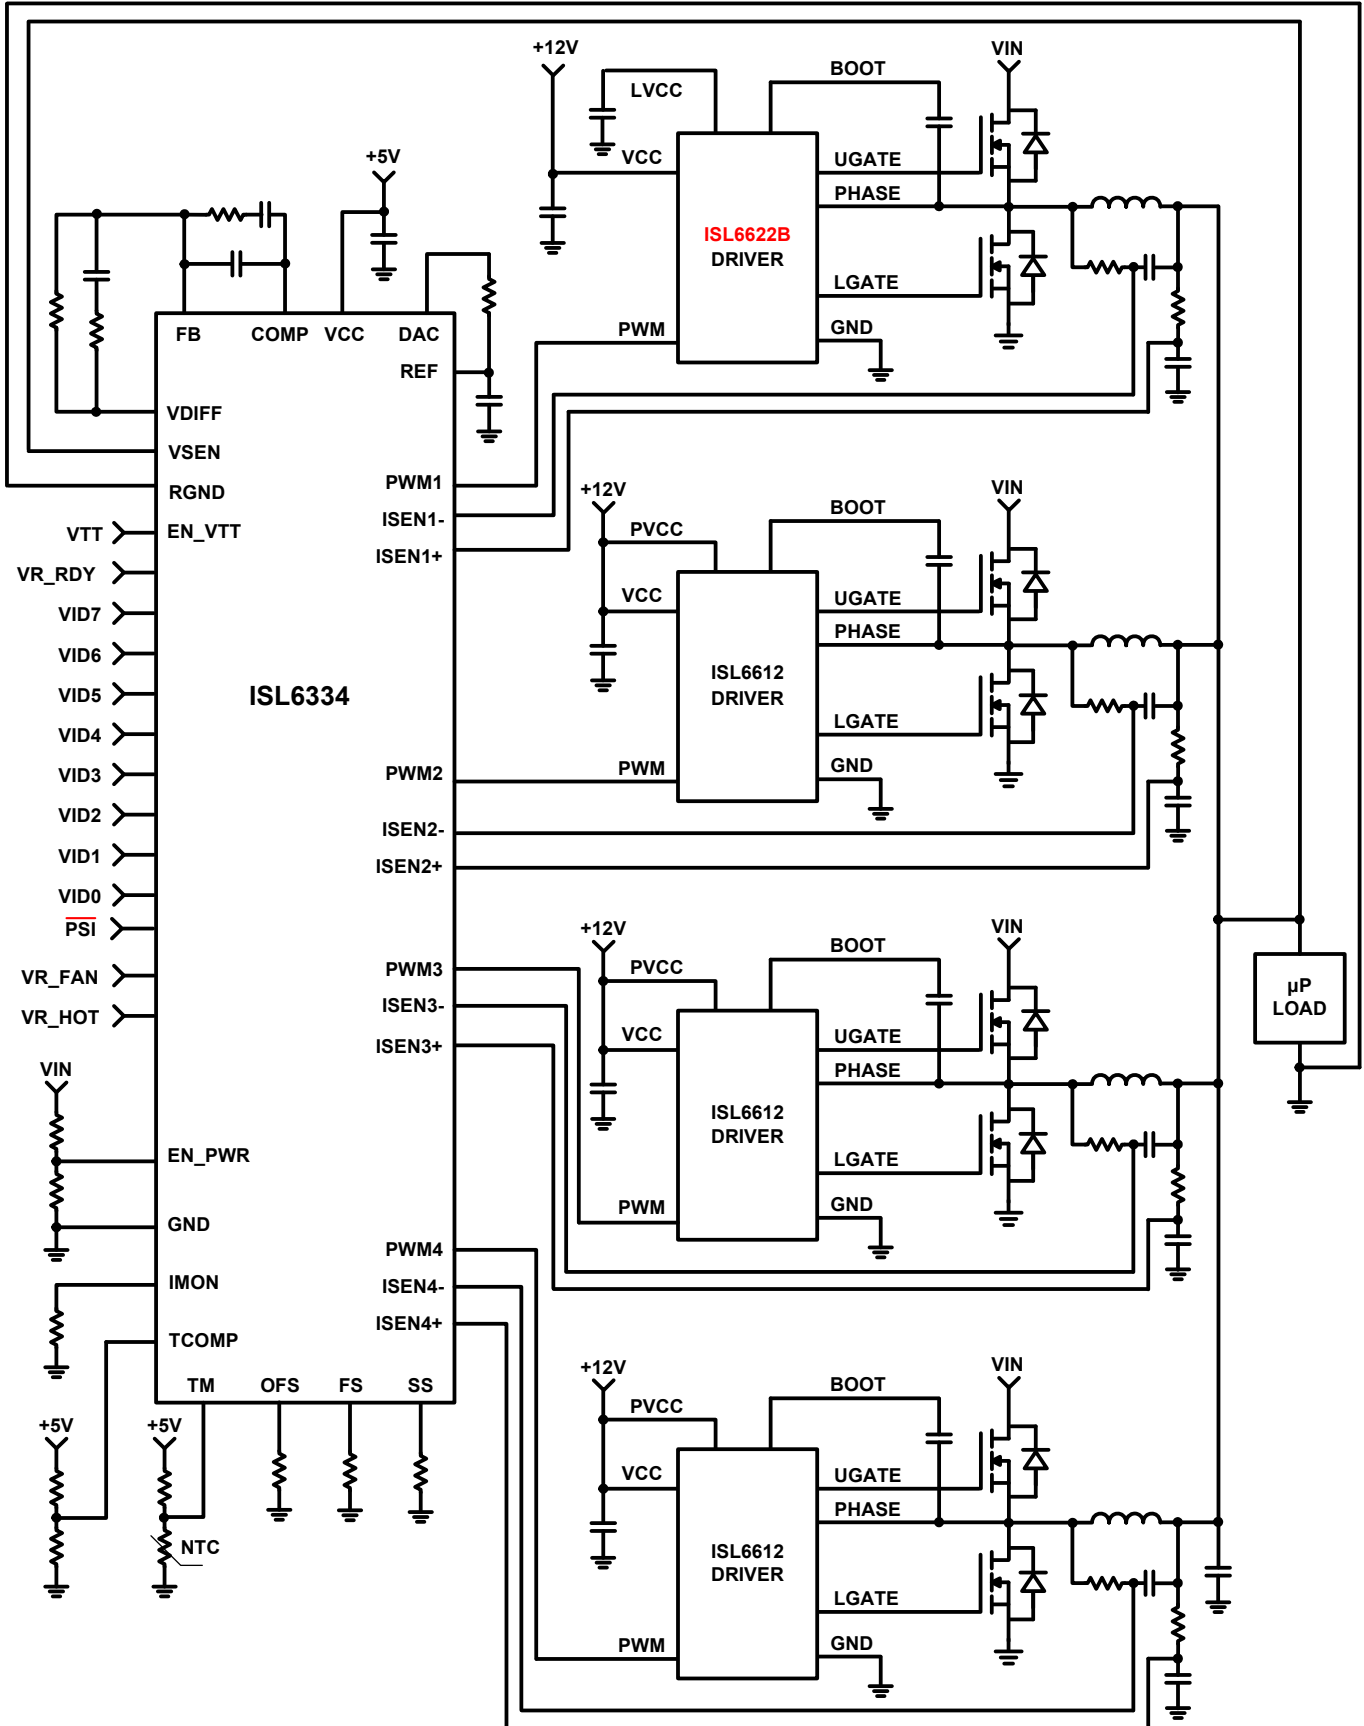 +12V
VIN
LVCC
BOOT
VCC
UGATE
PHASE
ISL6622B
DRIVER
LGATE
GND
PWM
+5V
FB
COMP
VCC
DAC
REF
VDIFF
VSEN
RGND
EN_VTT
PWM1
ISEN1-
ISEN1+
VTT
VR_RDY
VID7
VID6
VID5
VID4
VID3
VID2
VID1
VID0
PSI
VR_FAN
VR_HOT
ISL6334
PWM2
ISEN2-
ISEN2+
PWM3
ISEN3-
ISEN3+
PWM4
ISEN4-
ISEN4+
VIN
EN_PWR
GND
IMON
TCOMP
TM
OFS
FS
SS
+5V
+5V
NTC
+12V
VIN
PVCC
BOOT
VCC
UGATE
PHASE
ISL6612
DRIVER
LGATE
GND
PWM
+12V
VIN
PVCC
BOOT
VCC
UGATE
PHASE
ISL6612
DRIVER
LGATE
GND
PWM
µP
LOAD
+12V
VIN
PVCC
BOOT
VCC
UGATE
PHASE
ISL6612
DRIVER
LGATE
GND
PWM